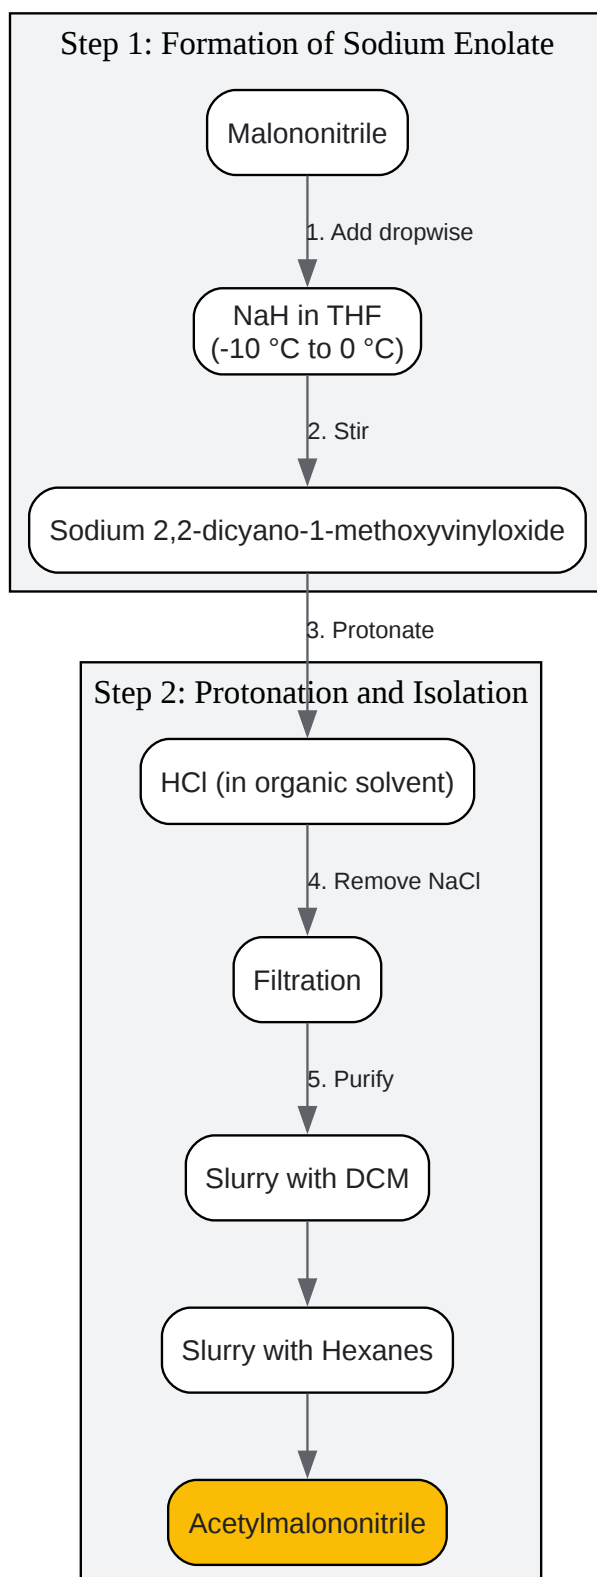 Step 1: Formation of Sodium Enolate
Malononitrile
1. Add dropwise
NaH in THF
(-10 °C to 0 °C)
2. Stir
Sodium 2,2-dicyano-1-methoxyvinyloxide
3. Protonate
Step 2: Protonation and Isolation
HCl (in organic solvent)
4. Remove NaCl
Filtration
5. Purify
Slurry with DCM
Slurry with Hexanes
Acetylmalononitrile